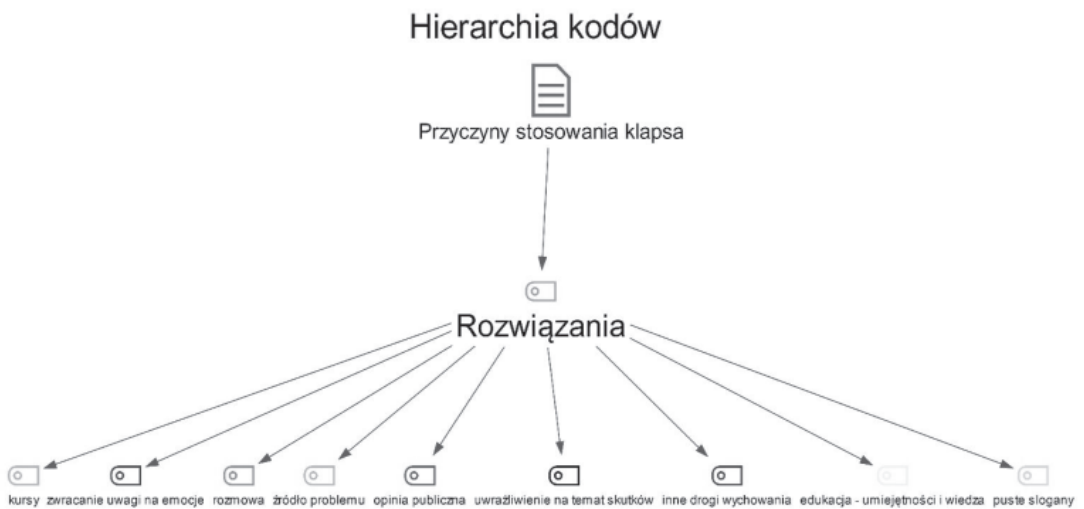 Hierarchia kodów
Przyczyny stosowania klapsa
Rozwiązania
kursy zwracanie uwagi na emocje rozmowa źródło problemu opinia publiczna uwrażliwienie na temat skutków inne drogi wychowania edukacja - umiejętności i wiedza puste slogany